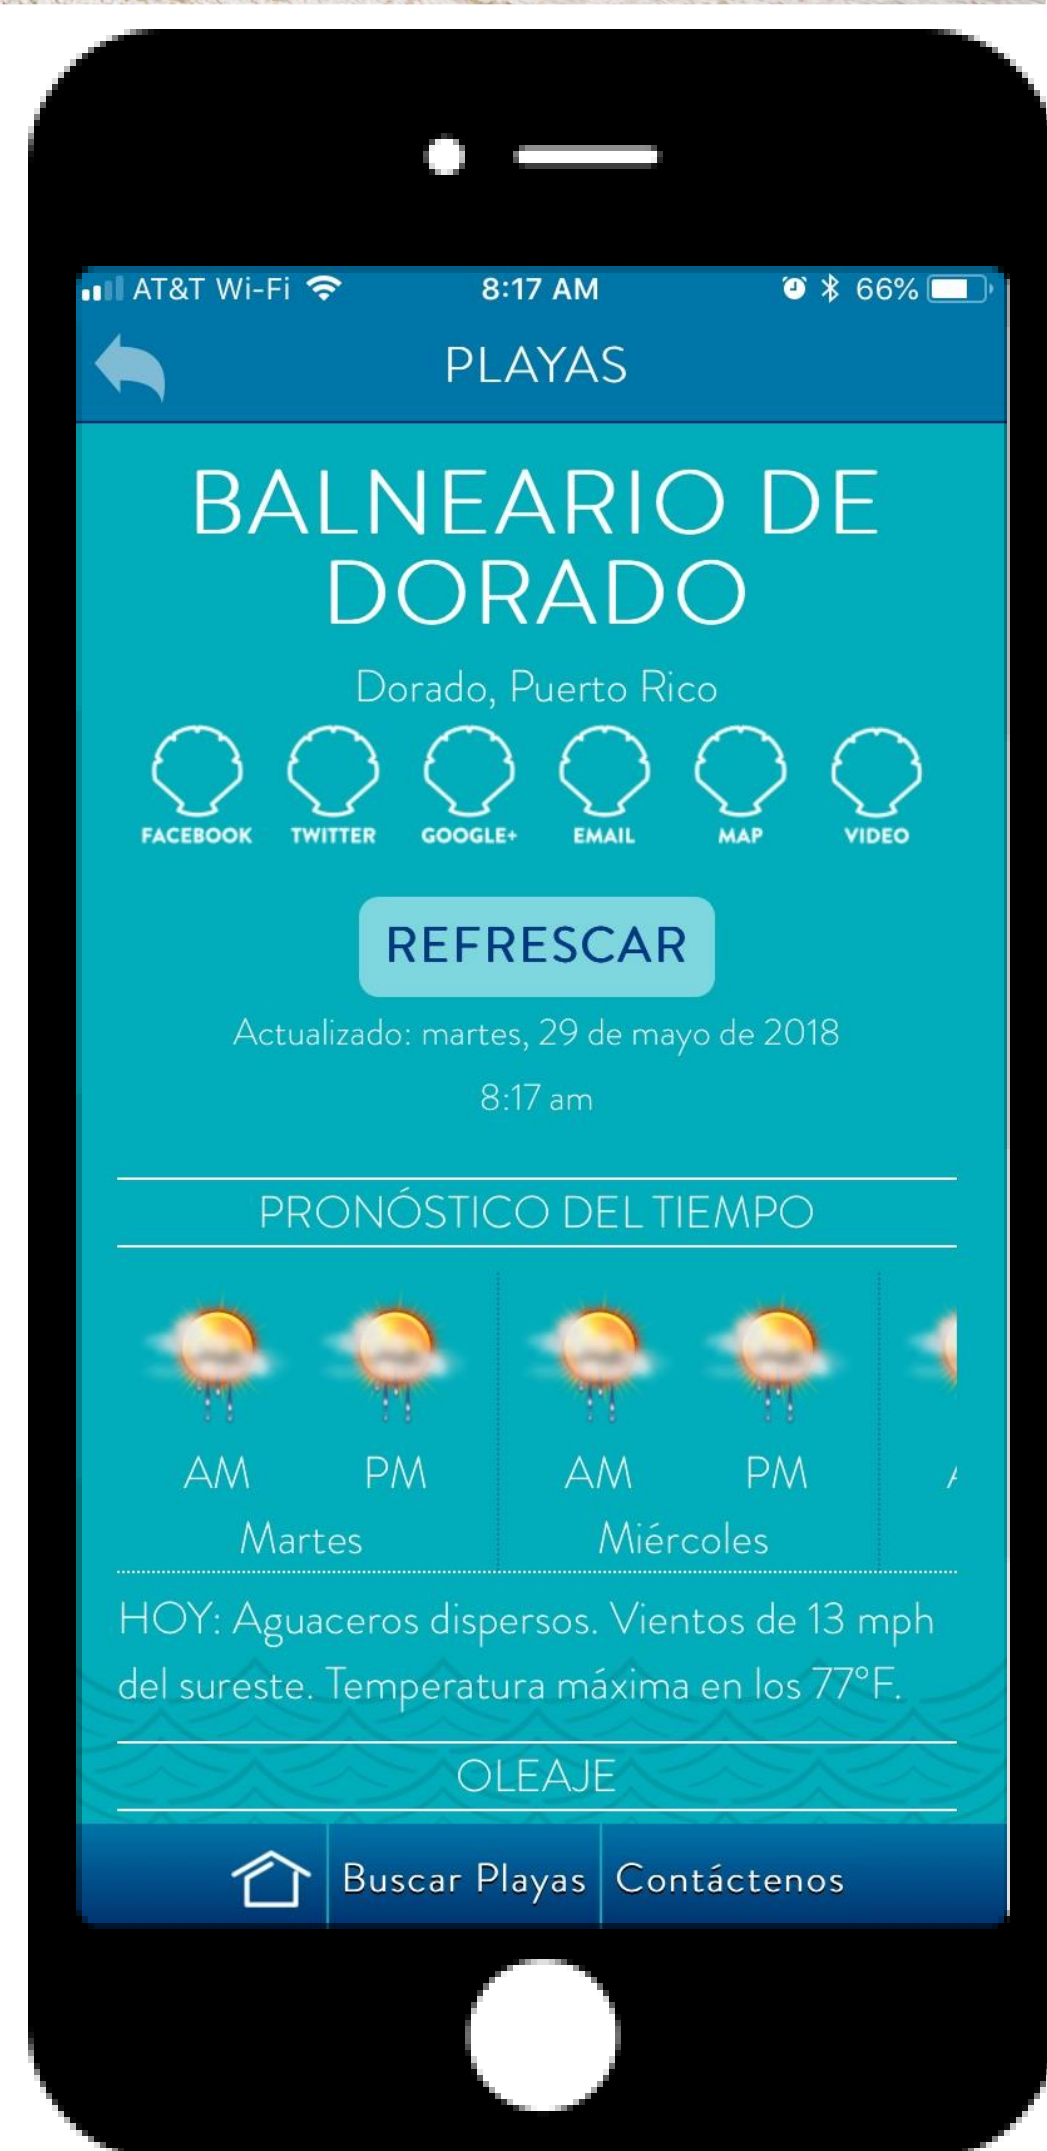 AT&T Wi-Fi 8:17 AM 66%
PLAYAS
BALNEARIO DE
DORADO
Dorado, Puerto Rico
FACEBOOK TWITTER GOOGLE+ EMAIL MAP VIDEO
REFRESCAR
Actualizado: martes, 29 de mayo de 2018
8:17 am
PRONÓSTICO DEL TIEMPO
AM PM AM PM
Martes Miércoles
HOY: Aguaceros dispersos. Vientos de 13 mph
del sureste. Temperatura máxima en los 77°F.
OLEAJE
Buscar Playas Contáctenos